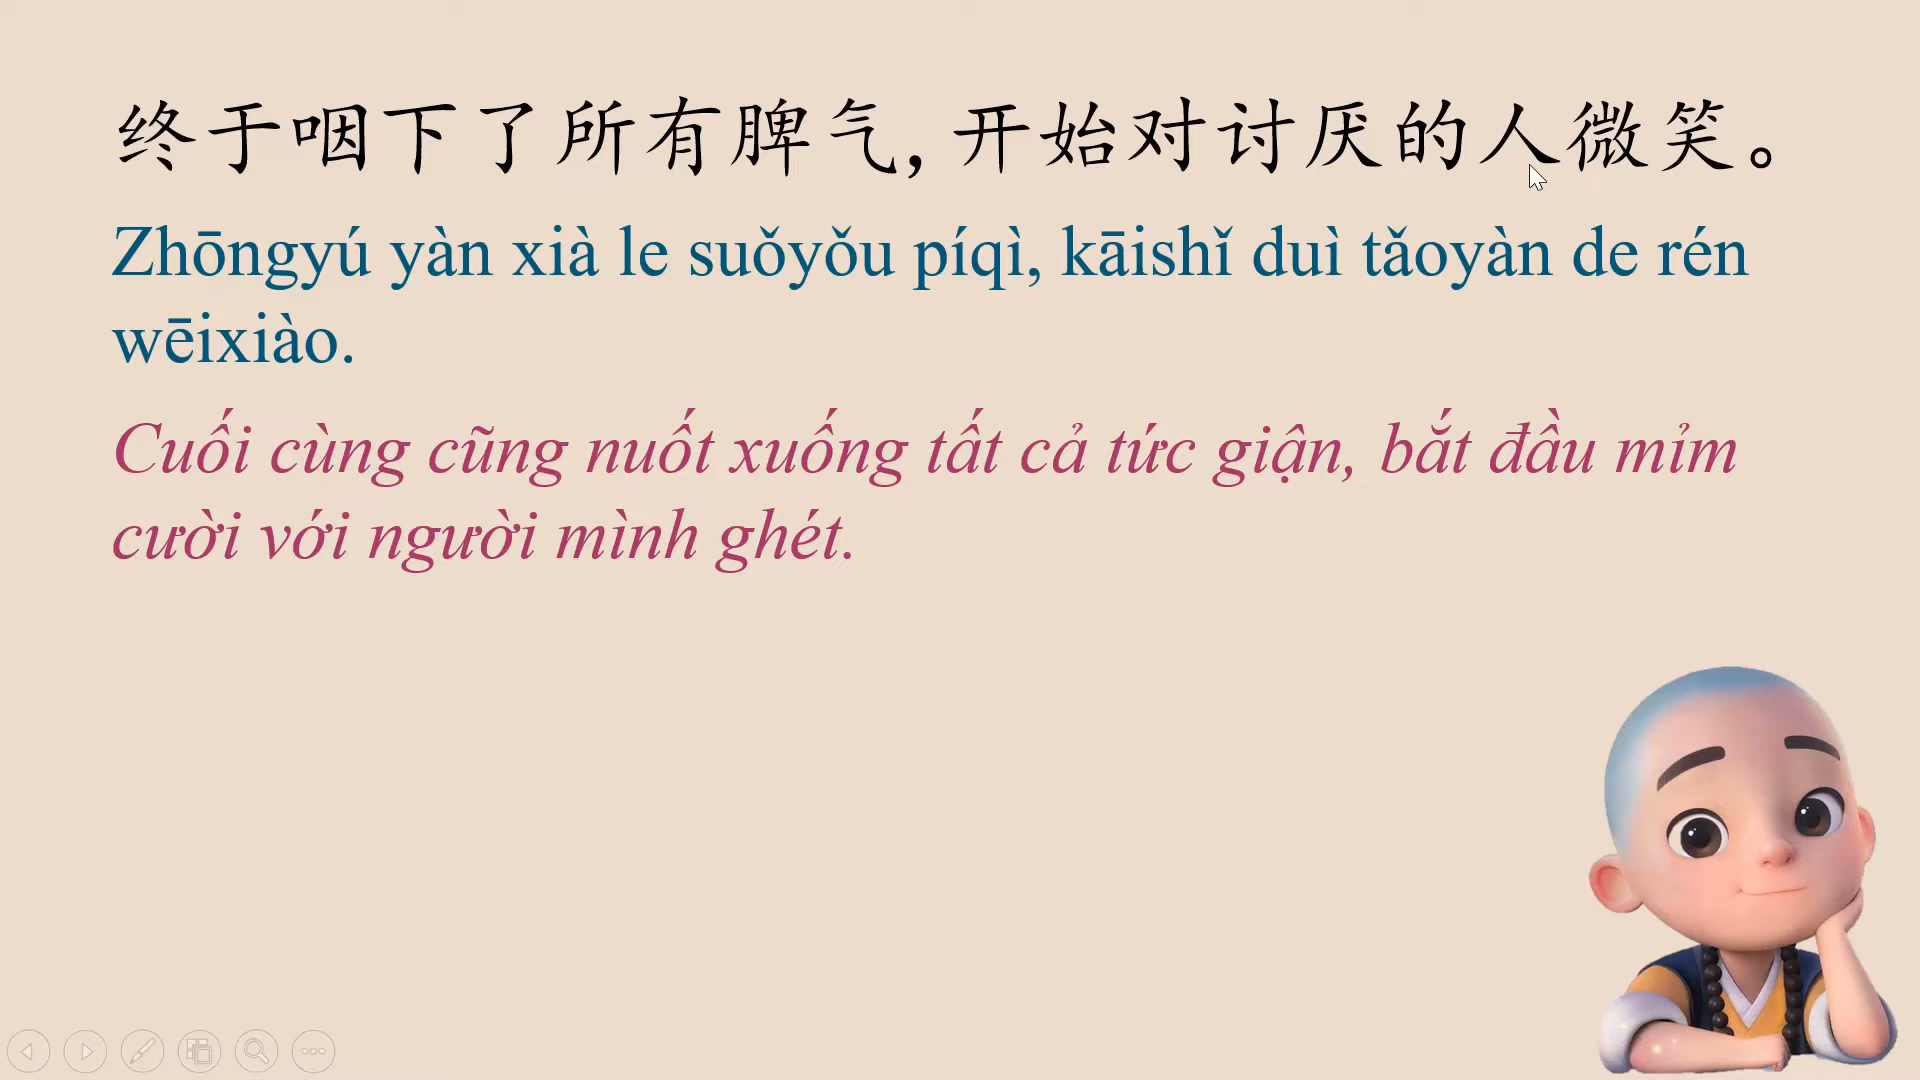 终于咽下了所有脾气,开始对讨厌的人微笑。
Zhōngyú yàn xià le suǒyǒu píqì, kāishǐ duì tǎoyàn de rén
wēixiào.
Cuối cùng cũng nuốt xuống tất cả tức giận, bắt đầu mỉm
cười với người mình ghét.